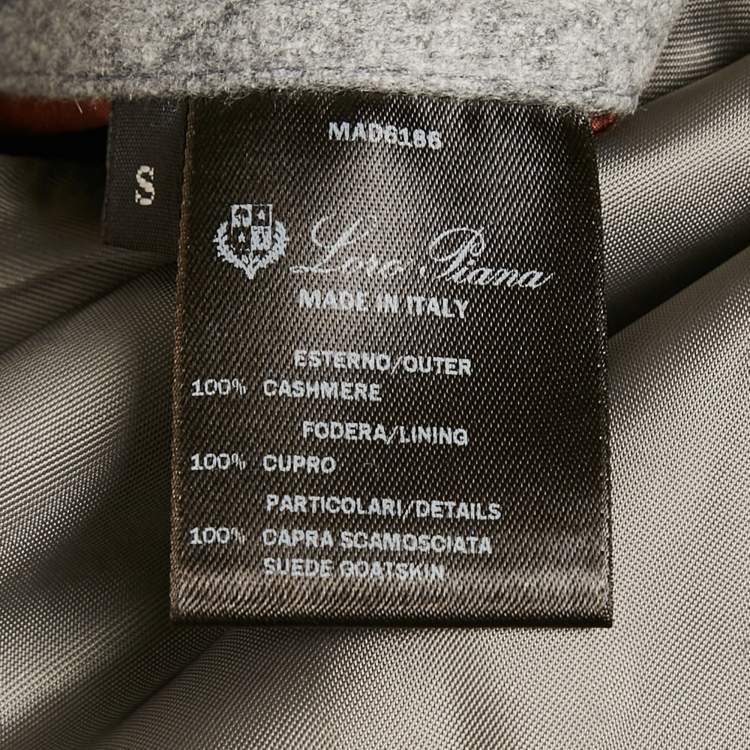 S
MAD6186
Loro Piana
MADE IN ITALY
ESTERNO/OUTER
100% CASHMERE
FODERA/LINING
100% CUPRO
PARTICOLARI/DETAILS
100% CAPRA SCAMOSCIATA
SUEDE GOATSKIN